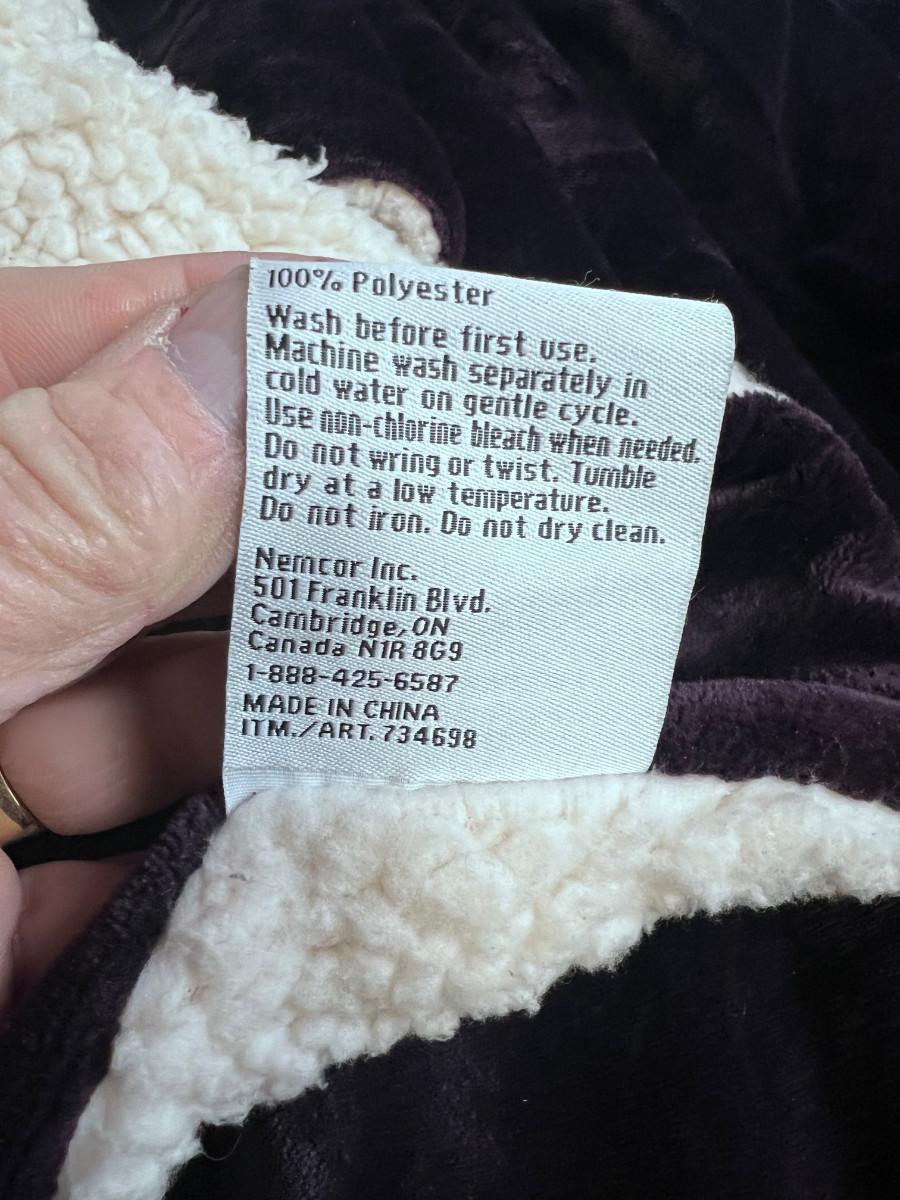 100% Polyester
Wash before first use.
Machine wash separately in
cold water on gentle cycle.
Use non-chlorine bleach when needed.
Do not wring or twist. Tumble
dry at a low temperature.
Do not iron. Do not dry clean.
Nemcor Inc.
501 Franklin Blvd.
Cambridge, ON
Canada N1R 8G9
1-888-425-6587
MADE IN CHINA
ITM./ART. 734698